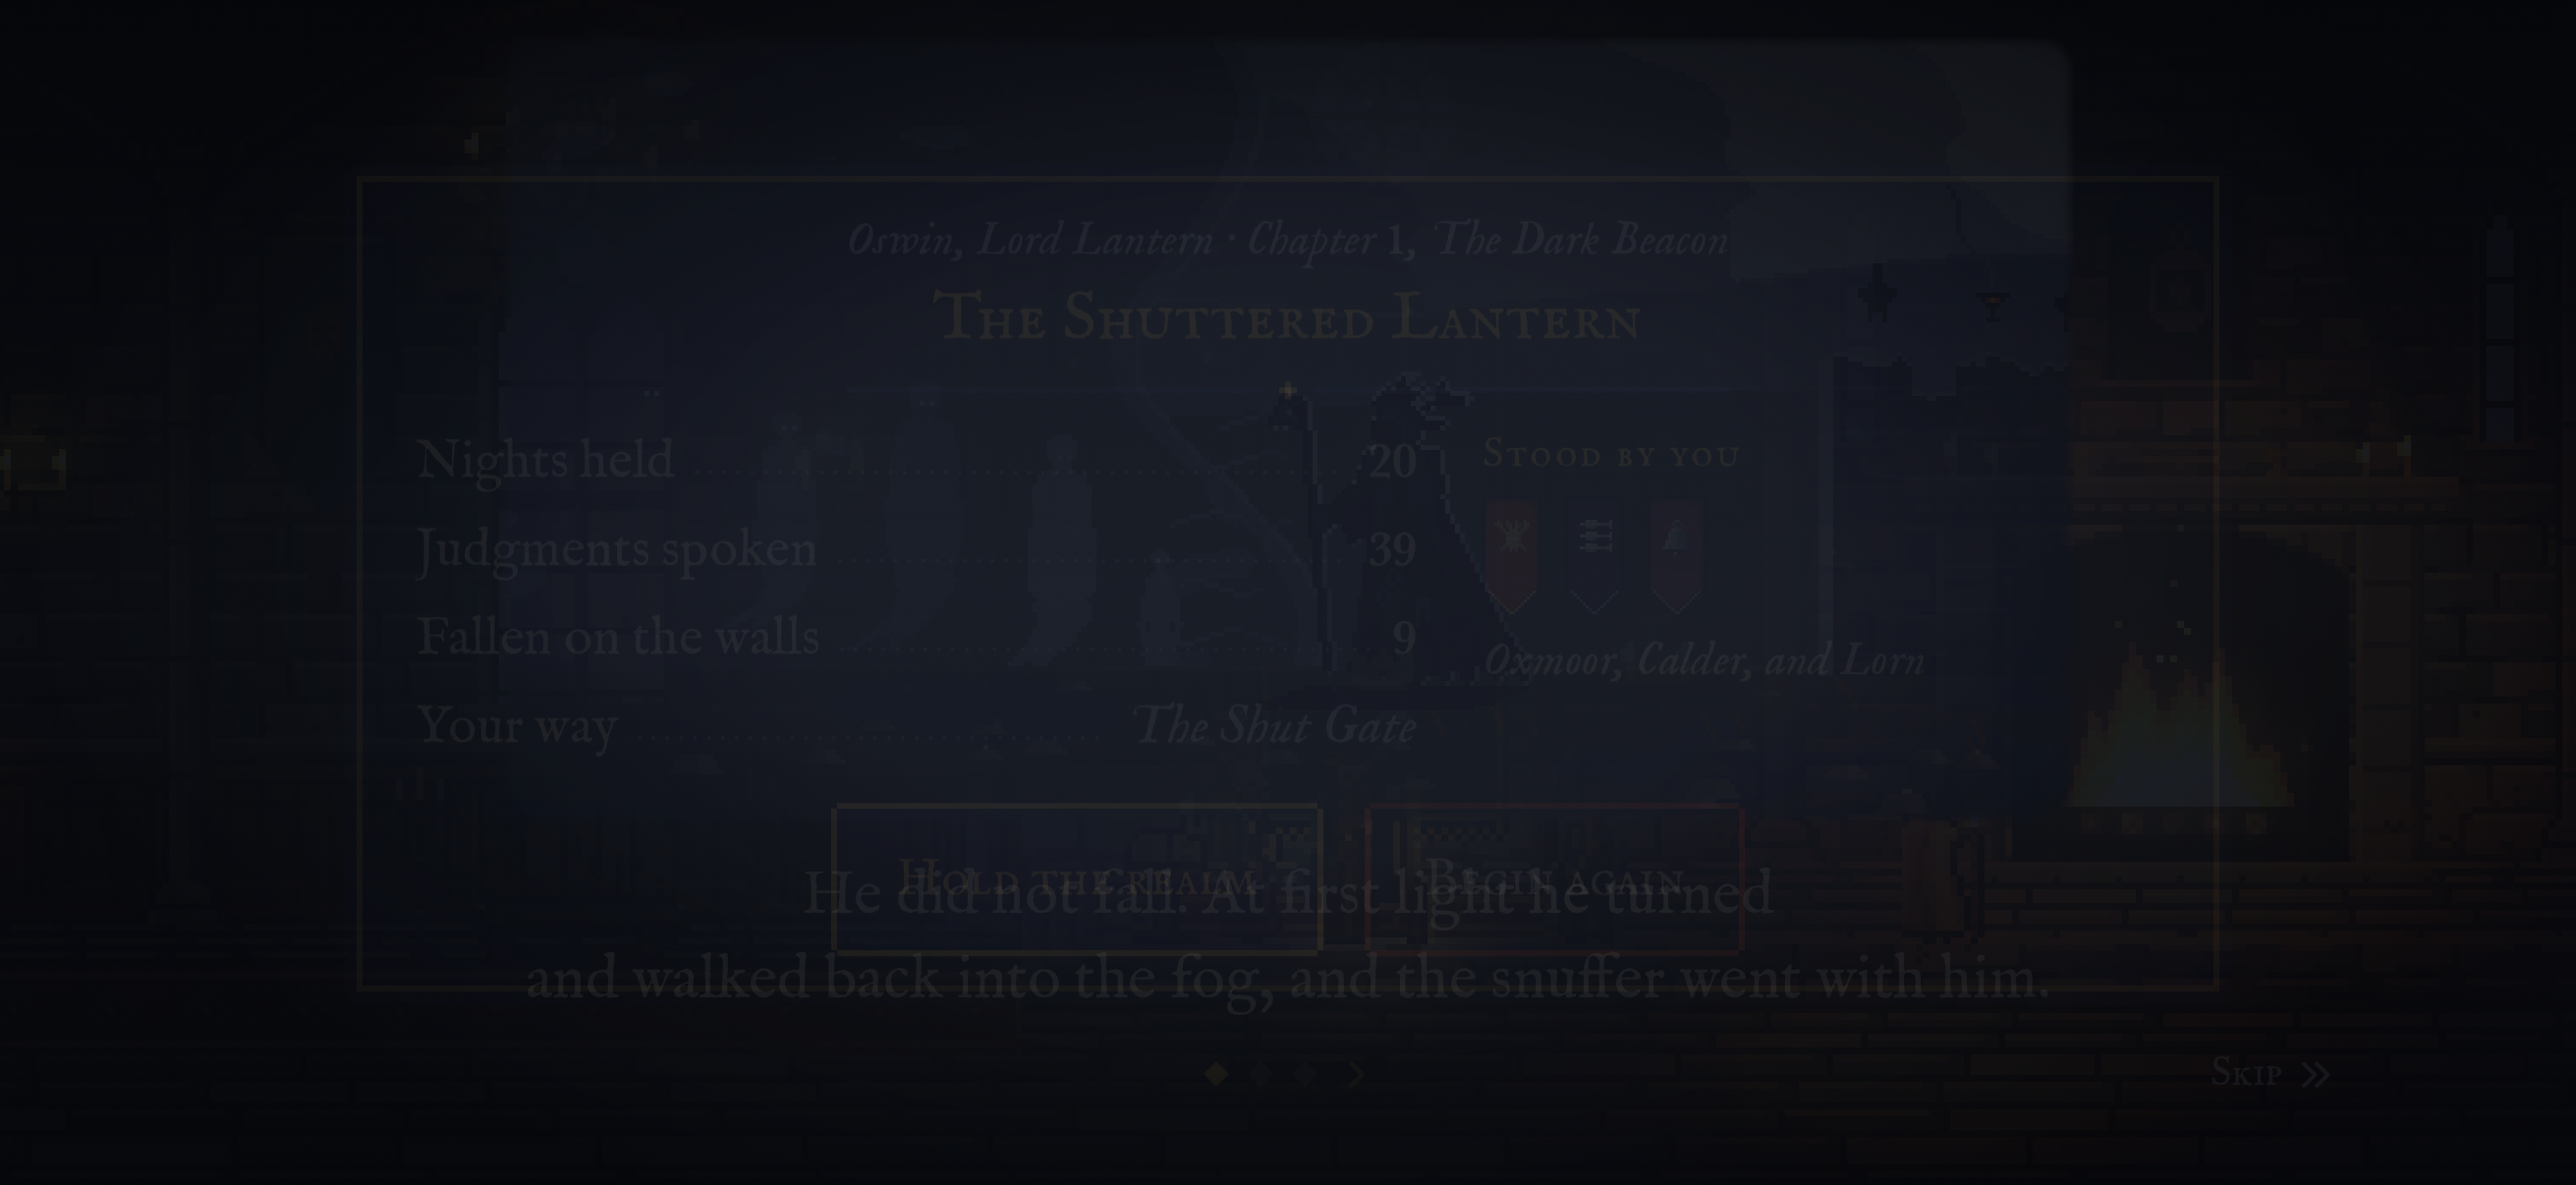 Oswin, Lord Lantern · Chapter 1, The Dark Beacon
The Shuttered Lantern
Nights held 20
Judgments spoken 39
Fallen on the walls 9
Your way The Shut Gate
Stood by you
Oxmoor, Calder, and Lorn
Hold the realm
Begin again
He did not fall. At first light he turned
and walked back into the fog, and the snuffer went with him.
Skip